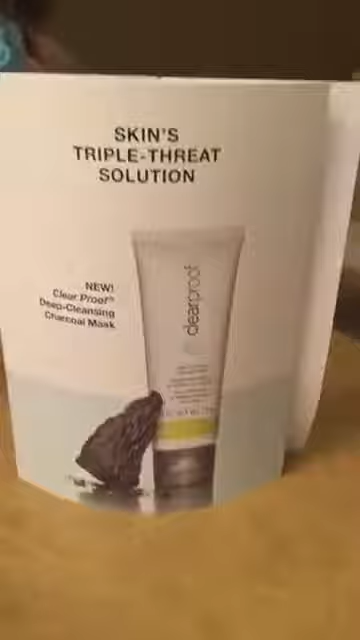 SKIN'S
TRIPLE-THREAT
SOLUTION
NEW!
Clear Proof®
Deep-Cleansing
Charcoal Mask
clearproof